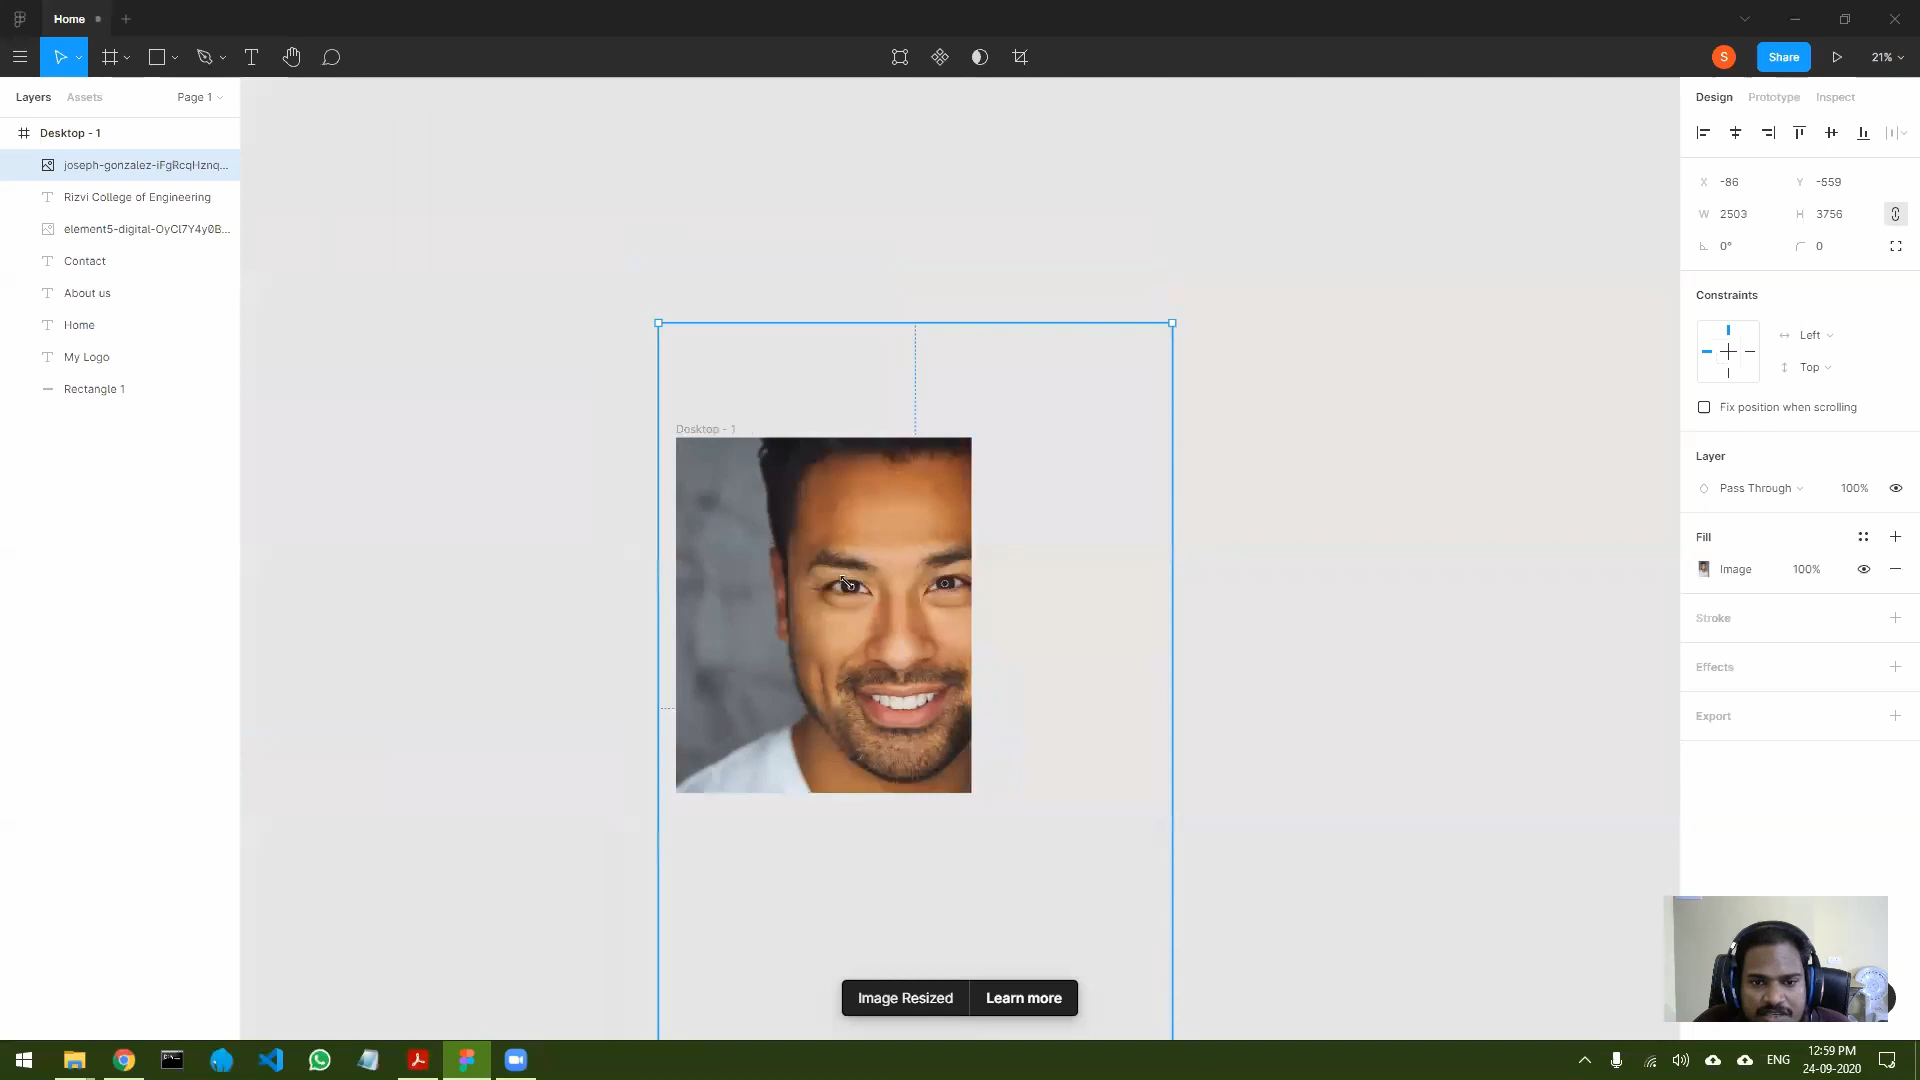 Home
Share
21%
Layers
Assets
Page 1
Design
Prototype
Inspect
Desktop - 1
joseph-gonzalez-iFgRcqHznq...
Rizvi College of Engineering
element5-digital-OyCl7Y4y0B...
Contact
About us
Home
My Logo
Rectangle 1
Desktop - 1
X -86
Y -559
W 2503
H 3756
0°
0
Constraints
Left
Top
Fix position when scrolling
Layer
Pass Through
100%
Fill
Image
100%
Stroke
Effects
Export
S
Image Resized
Learn more
ENG
12:59 PM
24-09-2020